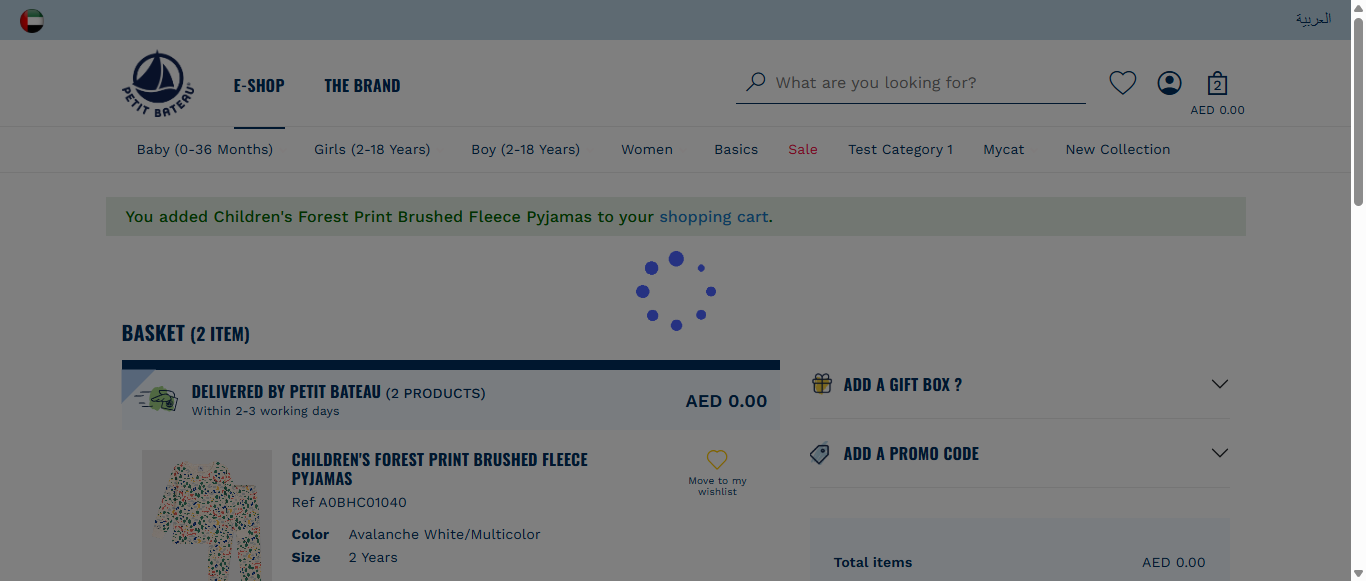 العربية
PETIT BATEAU
E-SHOP
THE BRAND
What are you looking for?
2
AED 0.00
Baby (0-36 Months)
Girls (2-18 Years)
Boy (2-18 Years)
Women
Basics
Sale
Test Category 1
Mycat
New Collection
You added Children's Forest Print Brushed Fleece Pyjamas to your shopping cart.
BASKET (2 ITEM)
DELIVERED BY PETIT BATEAU (2 PRODUCTS)
Within 2-3 working days
AED 0.00
CHILDREN'S FOREST PRINT BRUSHED FLEECE
PYJAMAS
Ref A0BHC01040
Color Avalanche White/Multicolor
Size 2 Years
Move to my
wishlist
ADD A GIFT BOX ?
ADD A PROMO CODE
Total items AED 0.00